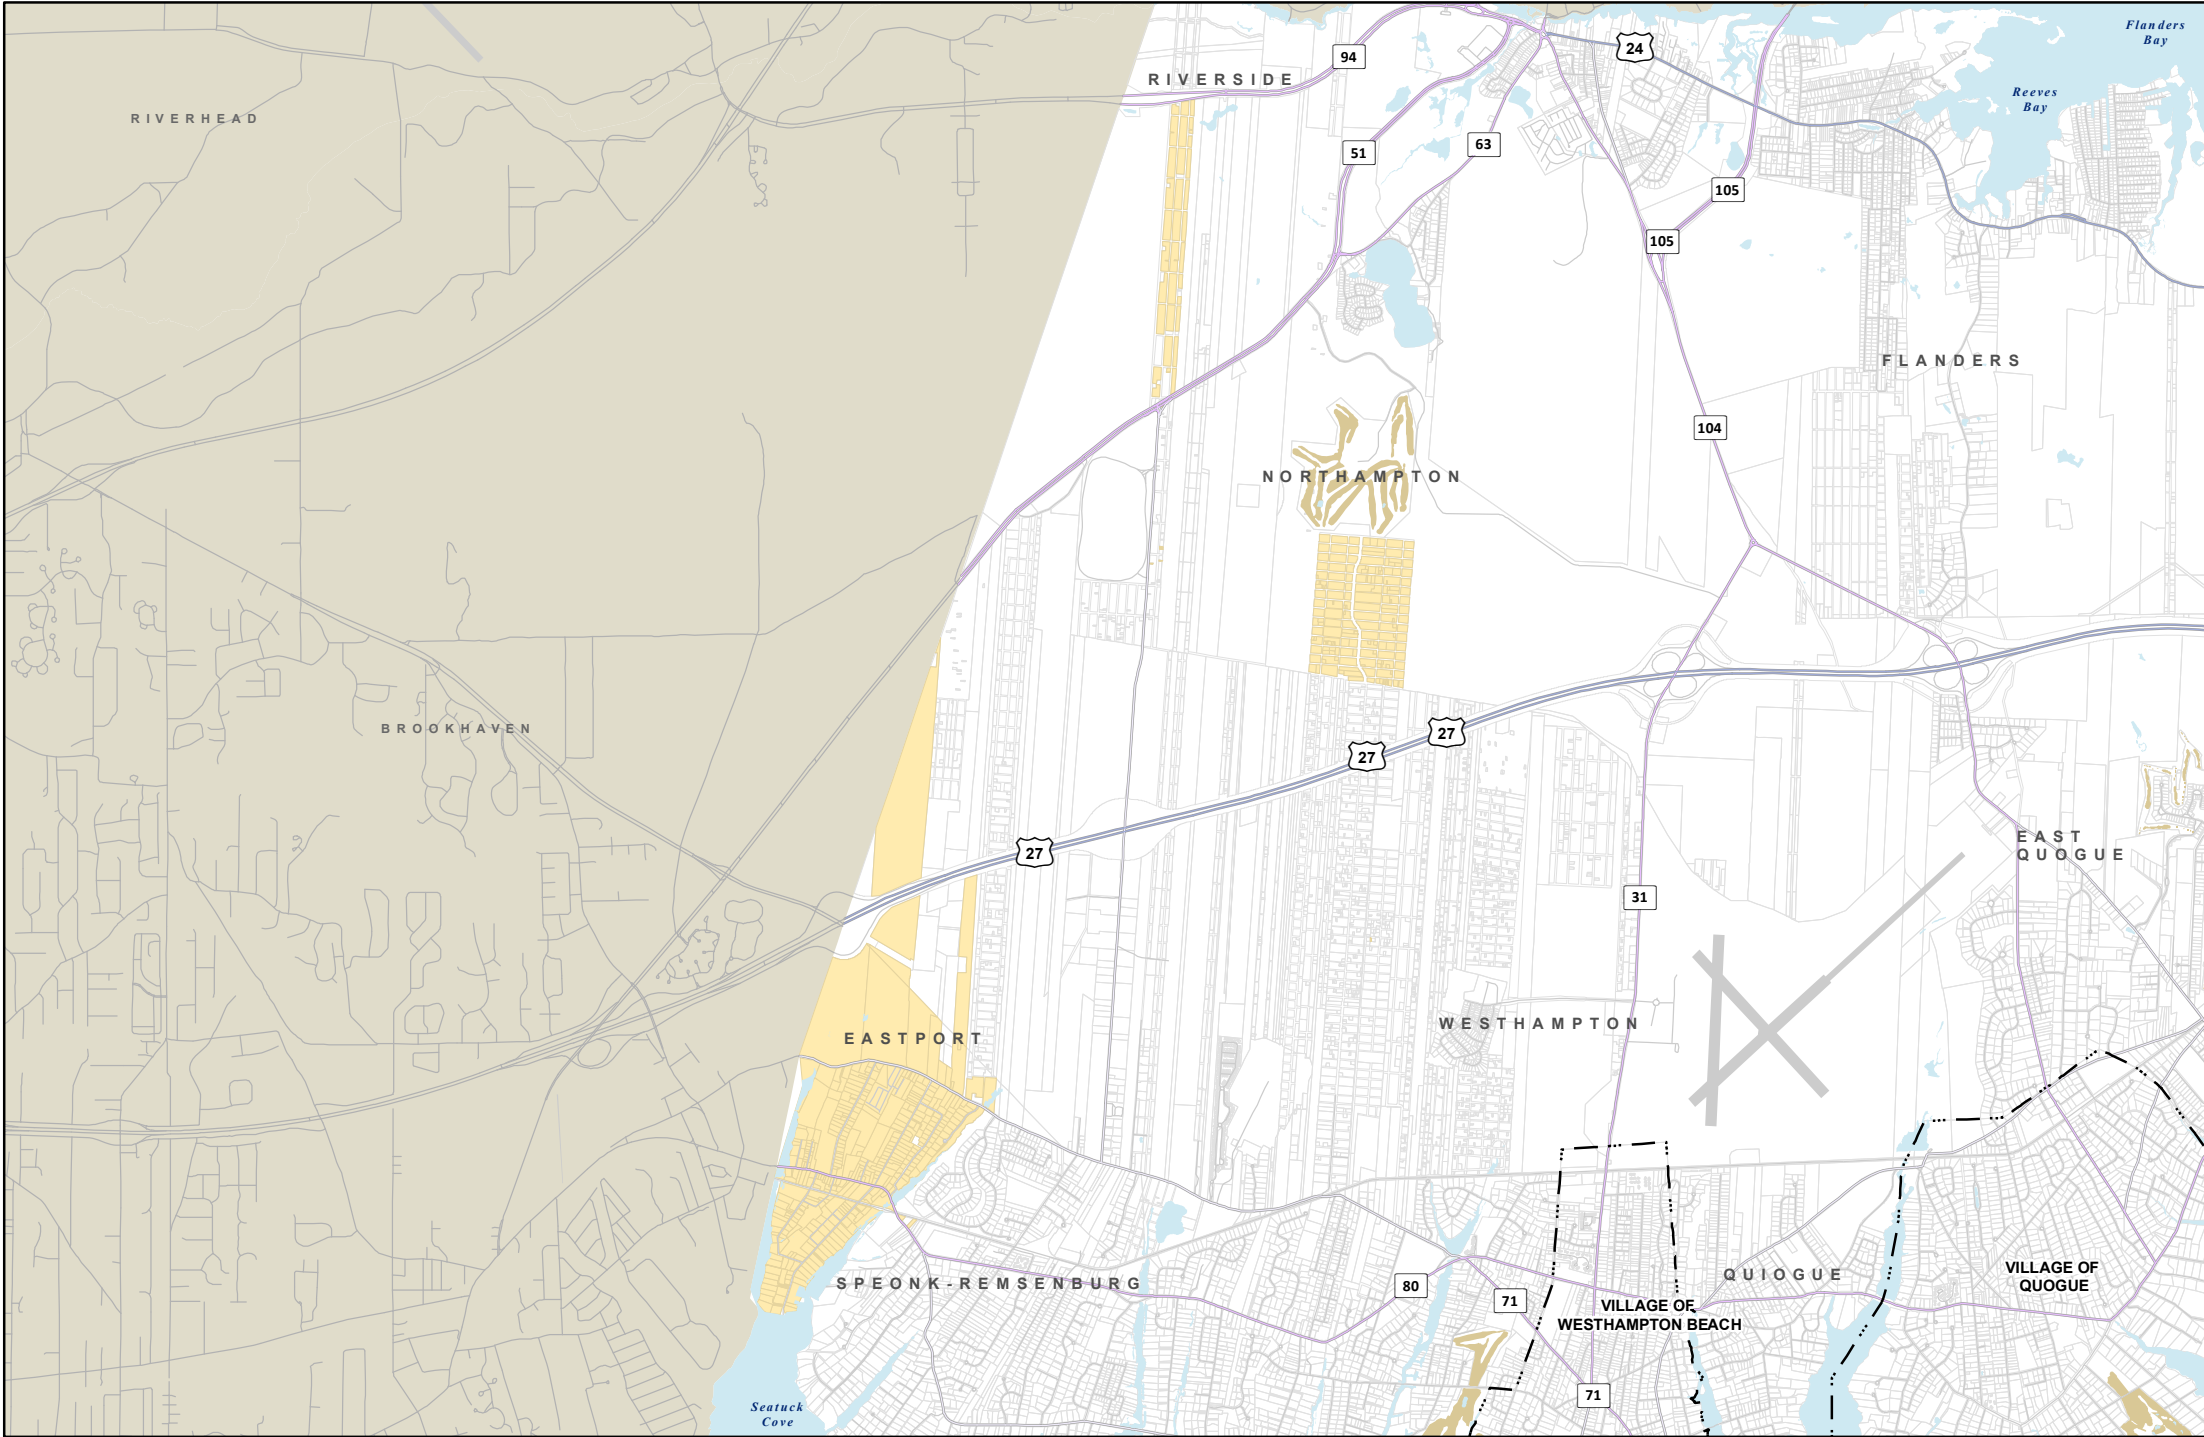 Flanders
Bay
24
94
RIVERSIDE
Reeves
Bay
RIVERHEAD
63
51
105
105
FLANDERS
104
NORTHAMPTON
BROOKHAVEN
27
27
27
EAST
QUOGUE
31
WESTHAMPTON
EASTPORT
SPEONK-REMSENBURG
80
71
QUIOGUE
VILLAGE OF
QUOGUE
VILLAGE OF
WESTHAMPTON BEACH
71
Seatuck
Cove